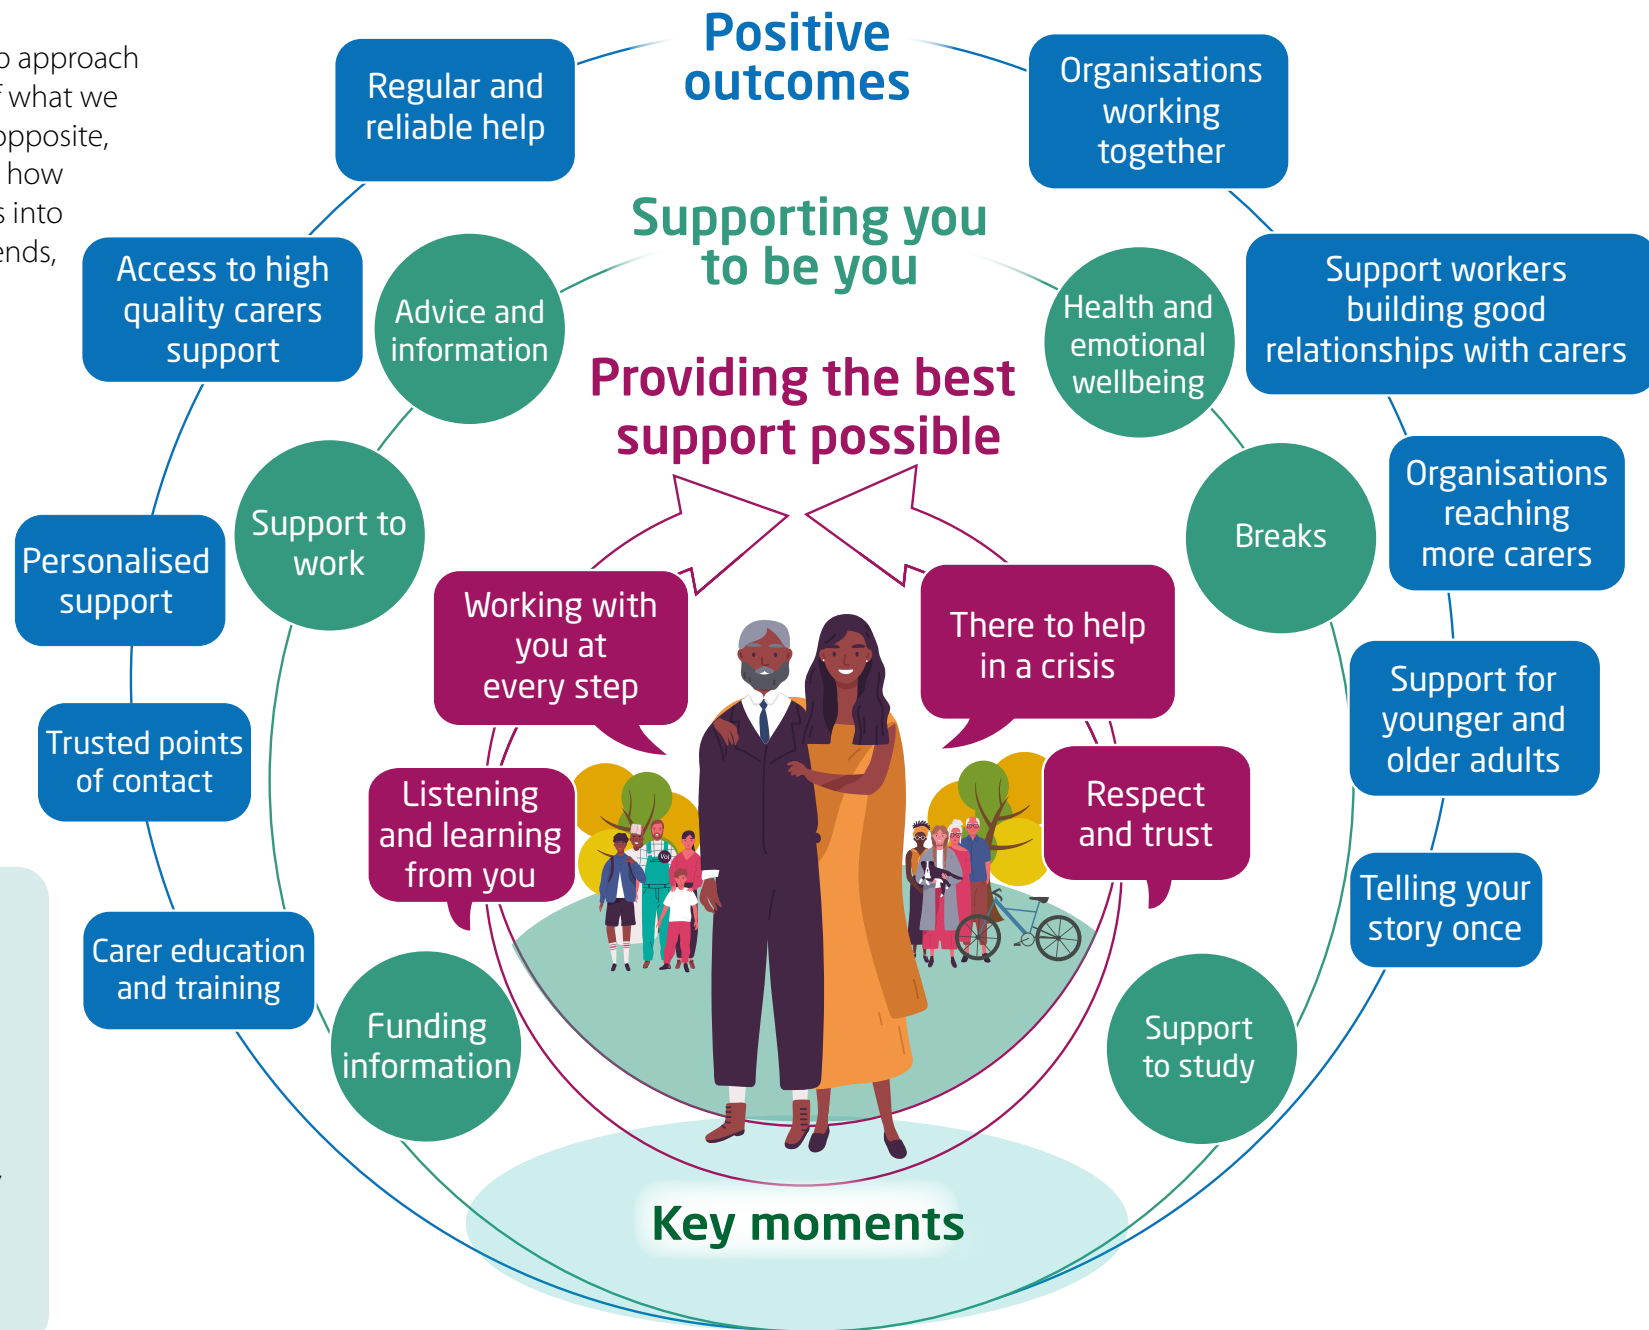 approach
what we
opposite,
how
s into
ends,
Positive
outcomes
Regular and
reliable help
Organisations
working
together
Supporting you
to be you
Access to high
quality carers
support
Advice and
information
Health and
emotional
wellbeing
Support workers
building good
relationships with carers
Providing the best
support possible
Support to
work
Breaks
Organisations
reaching
more carers
Personalised
support
Working with
you at
every step
There to help
in a crisis
Support for
younger and
older adults
Trusted points
of contact
Listening
and learning
from you
Respect
and trust
Vol
Telling your
story once
Carer education
and training
Funding
information
Support
to study
Key moments